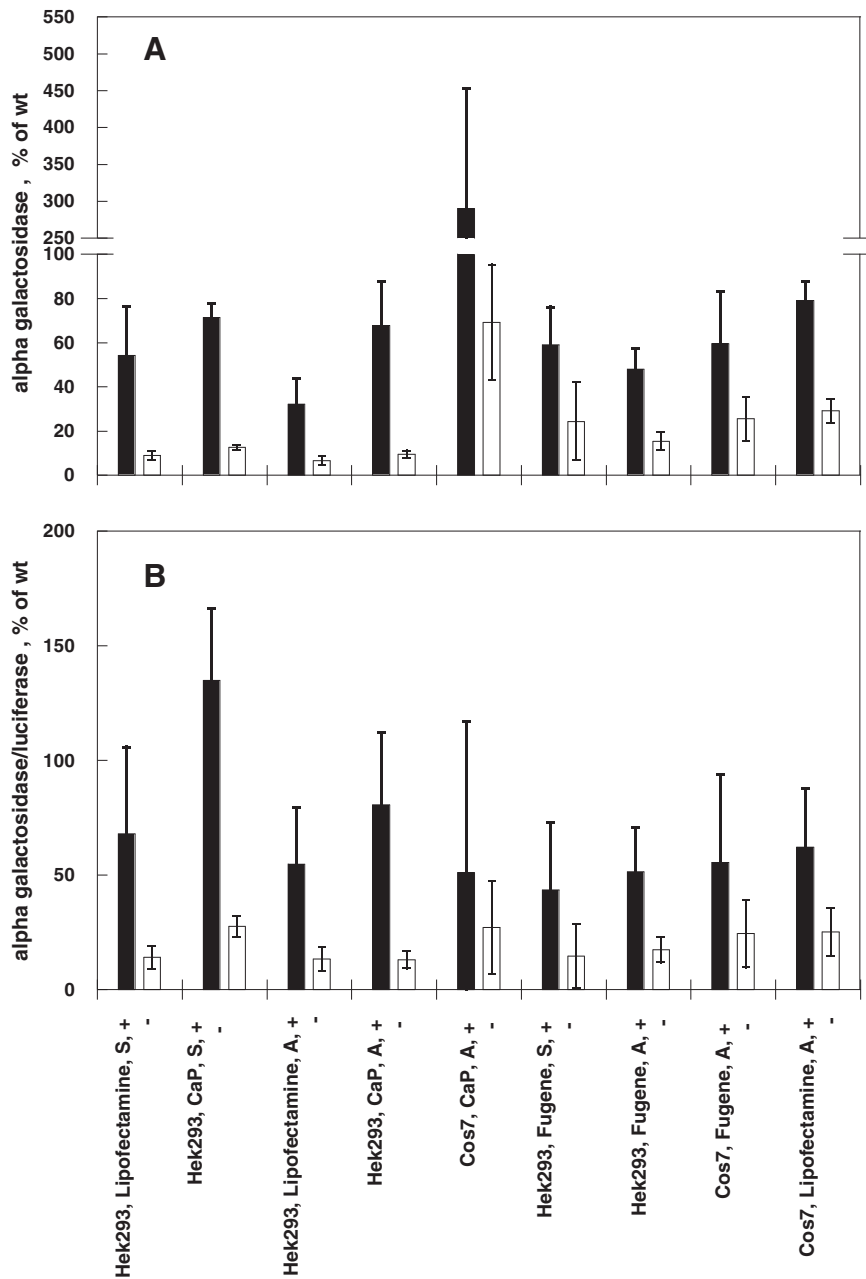 A
alpha galactosidase , % of wt
550
500
450
400
350
300
250
100
80
60
40
20
0
B
alpha galactosidase/luciferase , % of wt
200
150
100
50
0
Hek293, Lipofectamine, S, +
-
Hek293, CaP, S, +
-
Hek293, Lipofectamine, A, +
-
Hek293, CaP, A, +
-
Cos7, CaP, A, +
-
Hek293, Fugene, S, +
-
Hek293, Fugene, A, +
-
Cos7, Fugene, A, +
-
Cos7, Lipofectamine, A, +
-